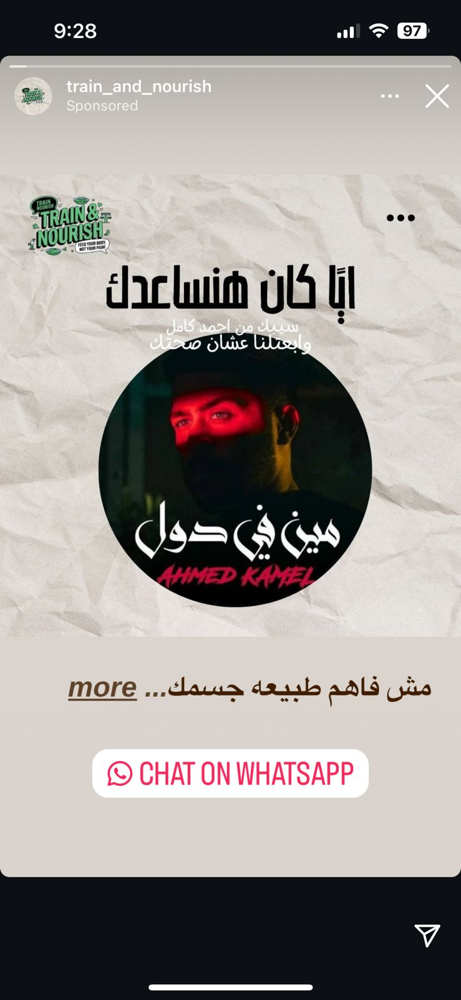 9:28
97
train_and_nourish
Sponsored
TRAIN
NOURISH
TRAIN &
NOURISH
FEED YOUR BODY,
NOT YOUR PAIN!
ايًا كان هنساعدك
سيبك من احمد كامل
وابعتلنا عشان صحتك
مين في دول
AHMED KAMEL
مش فاهم طبيعه جسمك... more
CHAT ON WHATSAPP